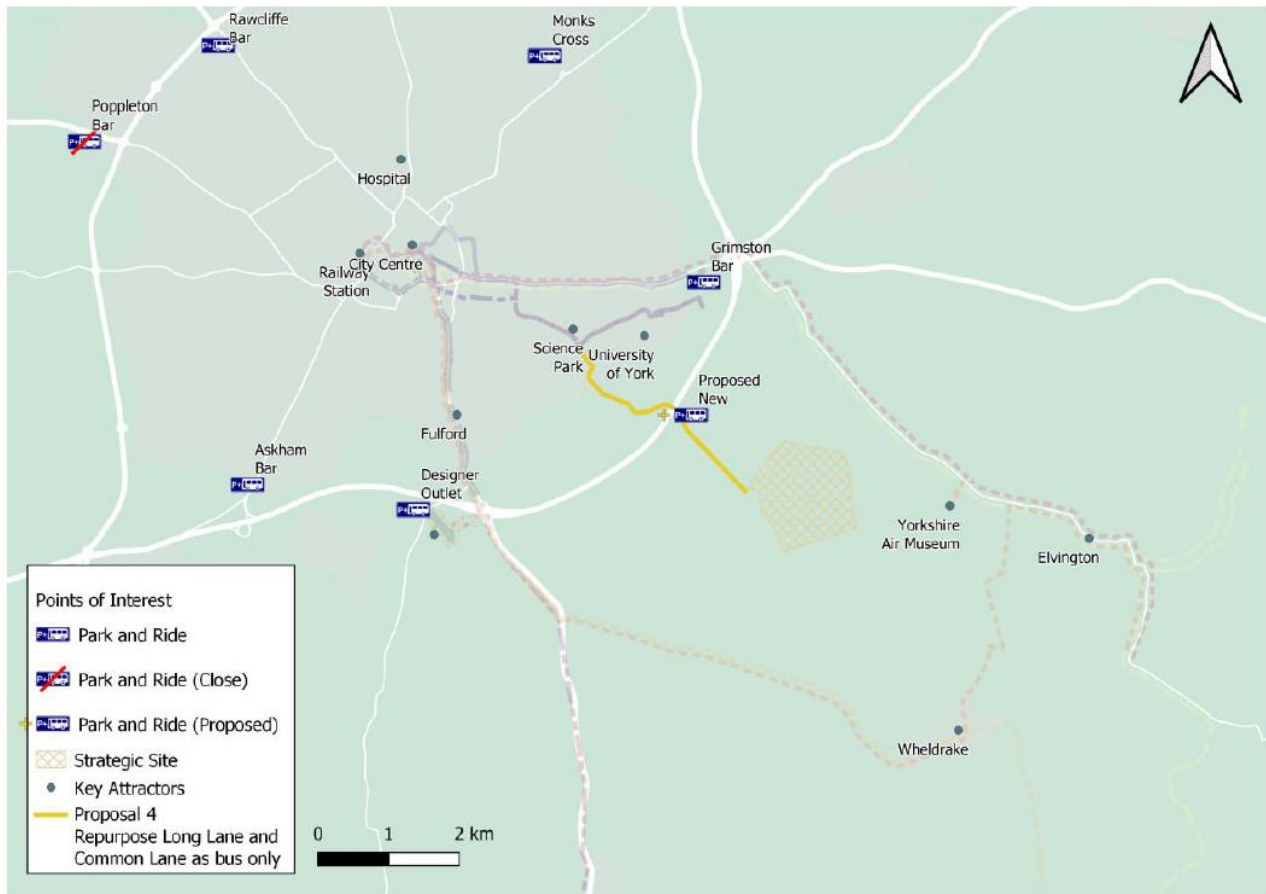 Rawcliffe
Bar
Monks
Cross
Poppleton
Bar
Hospital
City Centre
Railway
Station
Grimston
Bar
Science
Park
University
of York
Proposed
New
Fulford
Askham
Bar
Designer
Outlet
Yorkshire
Air Museum
Elvington
Wheldrake
Points of Interest
P+ Park and Ride
P+ Park and Ride (Close)
P+ Park and Ride (Proposed)
Strategic Site
Key Attractors
Proposal 4
Repurpose Long Lane and
Common Lane as bus only
0 1 2 km